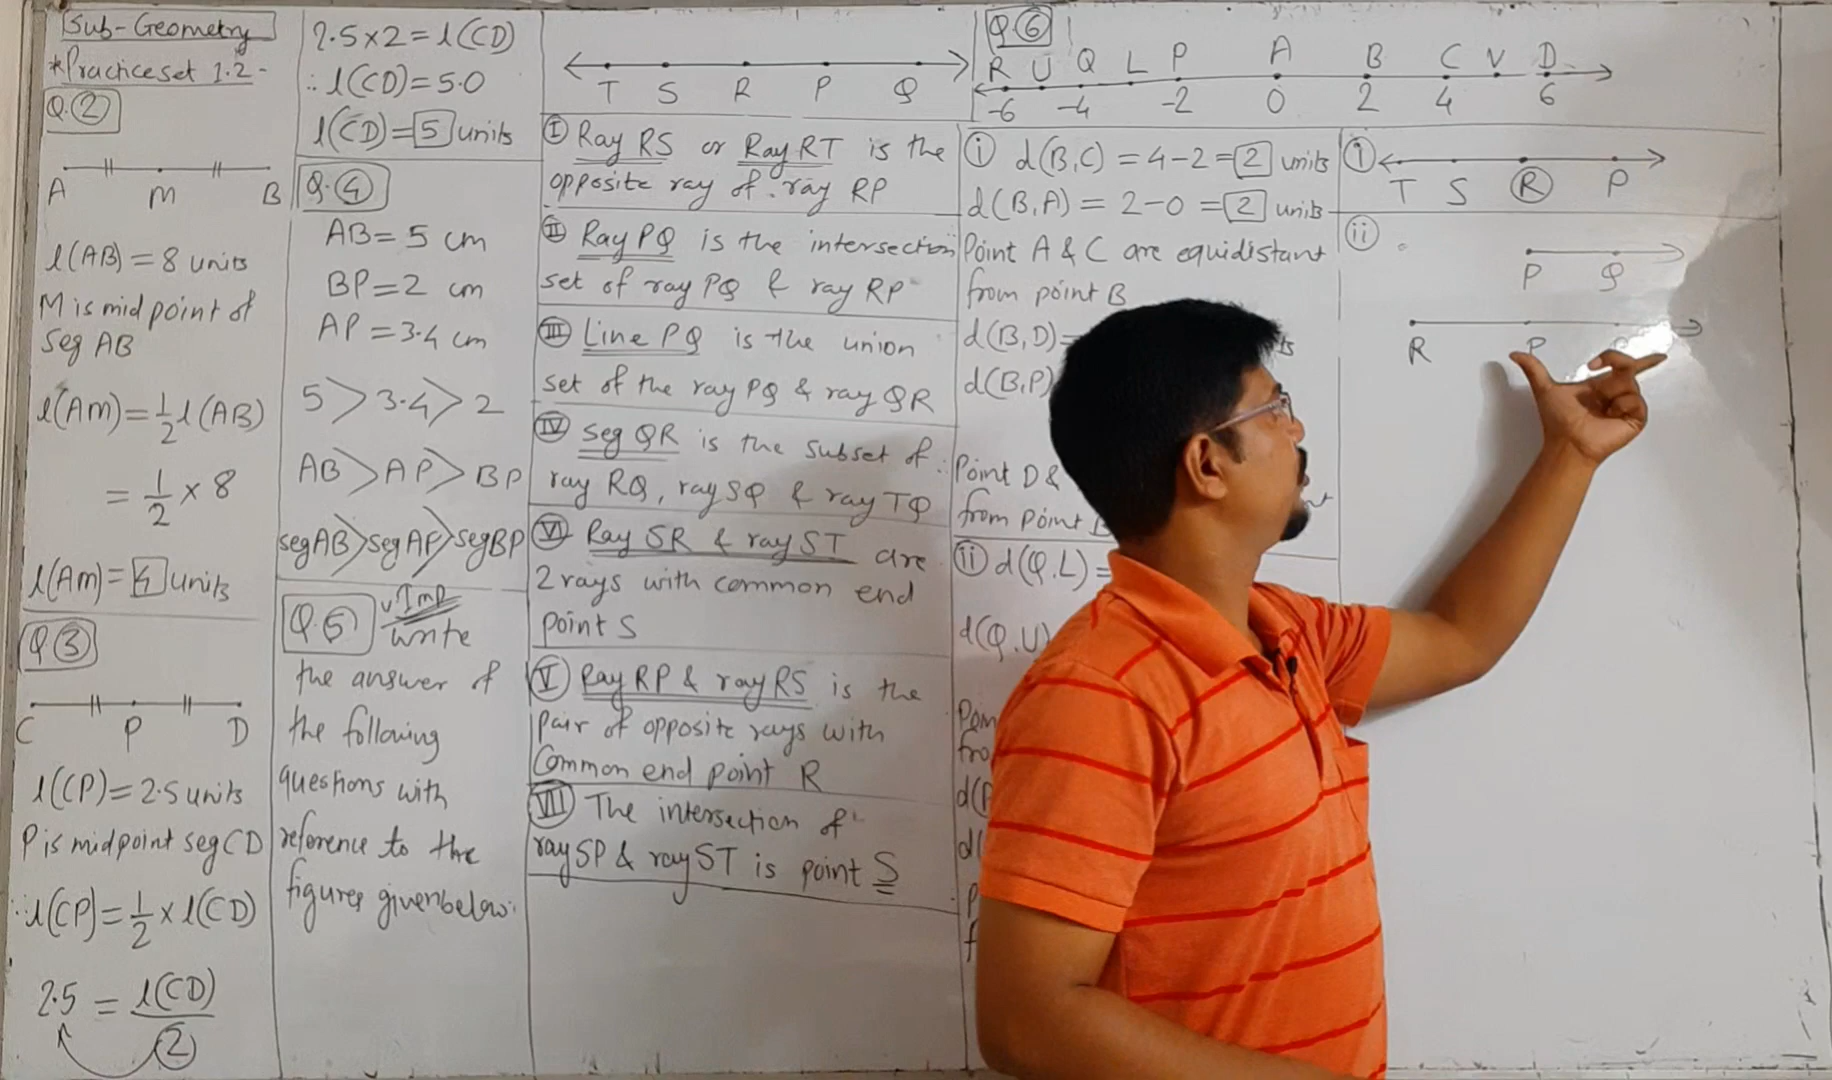 Sub-Geometry
*Practice set 1.2-
Q.②
A M B
l(AB)=8 units
M is mid point of
Seg AB
l(AM)=1/2 l(AB)
=1/2×8
l(AM)=4 units
Q.③
C P D
l(CP)=2.5 units
P is midpoint seg CD
∴l(CP)=1/2×l(CD)
2.5=l(CD)/2
2.5×2=l(CD)
∴l(CD)=5.0
l(CD)=5 units
Q.④
AB=5 cm
BP=2 cm
AP=3.4 cm
5>3.4>2
AB>AP>BP
seg AB>seg AP>seg BP
Q.5 v.Imp
write
the answer of
the following
questions with
reference to the
figures given below:
T S R P Q
Ⓘ Ray RS or Ray RT is the
opposite ray of ray RP
Ⅱ Ray PQ is the intersection
set of ray PQ & ray RP
Ⅲ Line PQ is the union
set of the ray PQ & ray QR
Ⅳ seg QR is the subset of
ray RQ, ray SQ & ray TQ
Ⅵ Ray SR & ray ST are
2 rays with common end
point S
Ⅴ Ray RP & ray RS is the
pair of opposite rays with
Common end point R
Ⅶ The intersection of
ray SP & ray ST is point S
Q.⑥
R U Q L P A B C V D
-6 -4 -2 0 2 4 6
ⓘ d(B,C)=4-2=2 units
d(B,A)=2-0=2 units
Point A & C are equidistant
from point B
d(B,D)=
d(B,P)
Point D &
from point B
ⅱ d(Q,L)=
d(Q,U)
ⓘ
T S R P
ⅱ
P Q
R P